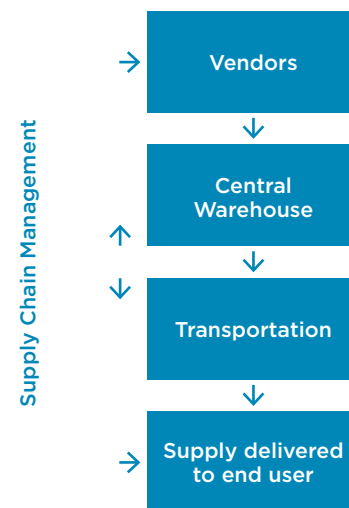 Supply Chain Management
Vendors
Central
Warehouse
Transportation
Supply delivered
to end user